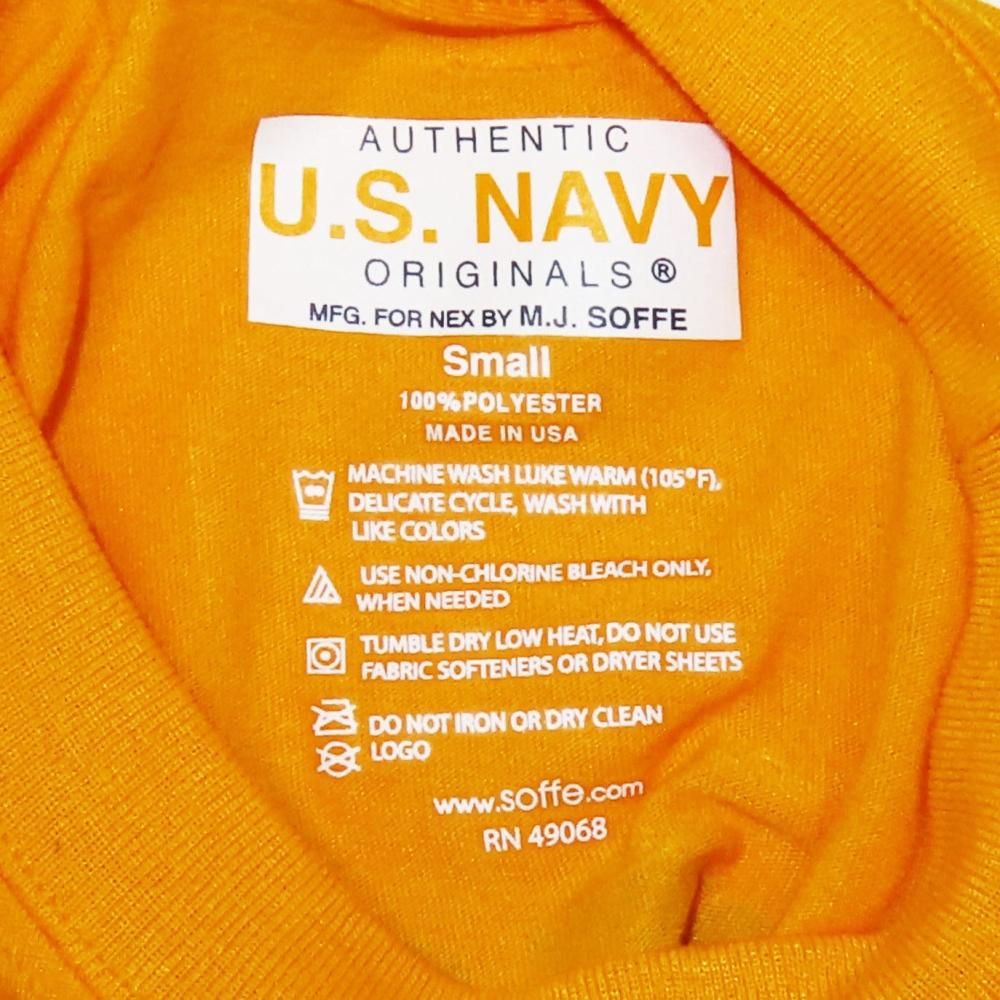 AUTHENTIC
U.S. NAVY
ORIGINALS ®
MFG. FOR NEX BY M.J. SOFFE
Small
100% POLYESTER
MADE IN USA
MACHINE WASH LUKE WARM (105°F),
DELICATE CYCLE, WASH WITH
LIKE COLORS
USE NON-CHLORINE BLEACH ONLY,
WHEN NEEDED
TUMBLE DRY LOW HEAT, DO NOT USE
FABRIC SOFTENERS OR DRYER SHEETS
DO NOT IRON OR DRY CLEAN
LOGO
www.soffe.com
RN 49068